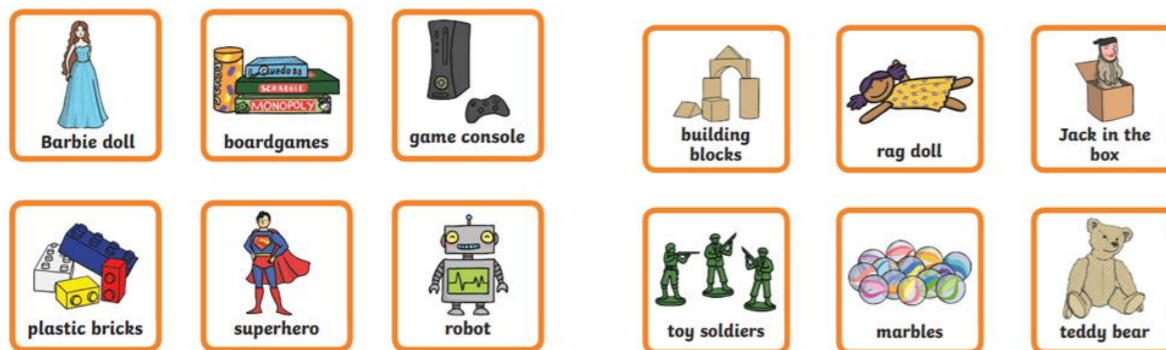 Quedo
SCRABBLE
MONOPOLY
Barbie doll
boardgames
game console
building
blocks
rag doll
Jack in the
box
plastic bricks
superhero
robot
toy soldiers
marbles
teddy bear